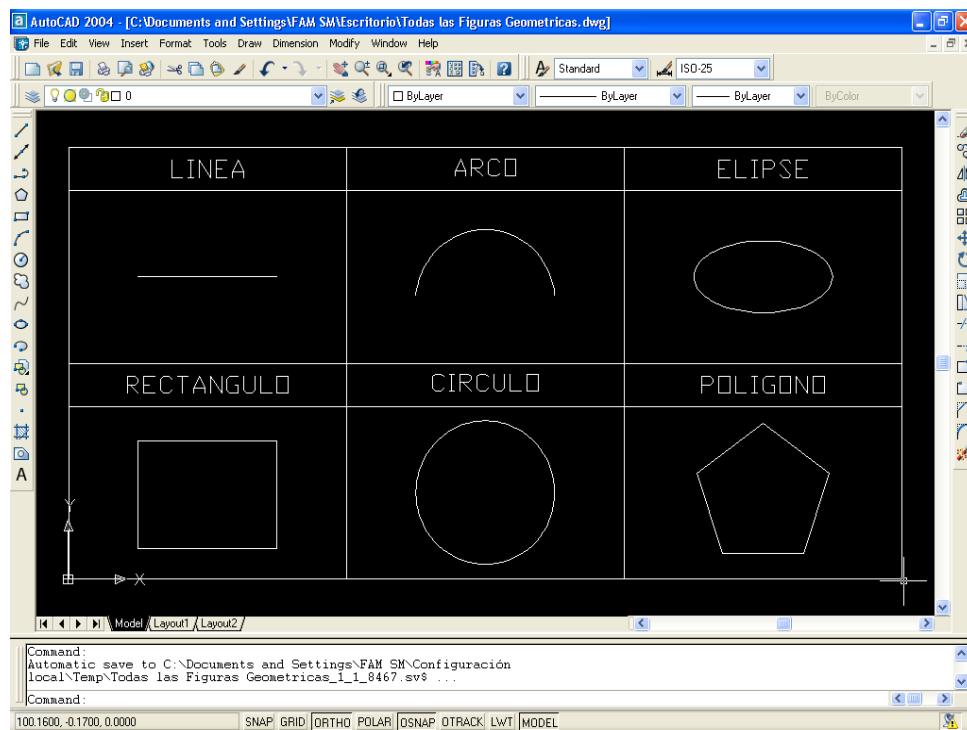 AutoCAD 2004 - [C:\Documents and Settings\FAM SM\Escritorio\Todas las Figuras Geometricas.dwg]
File Edit View Insert Format Tools Draw Dimension Modify Window Help
Standard ISO-25
0 ByLayer ByLayer ByLayer ByColor
LINEA ARCO ELIPSE
RECTANGULO CIRCULO POLIGONO
Y
X
A
Model Layout1 Layout2
Command:
Automatic save to C:\Documents and Settings\FAM SM\Configuración
local\Temp\Todas las Figuras Geometricas_1_1_8467.sv$ ...
Command:
100.1600, -0.1700, 0.0000 SNAP GRID ORTHO POLAR OSNAP OTRACK LWT MODEL